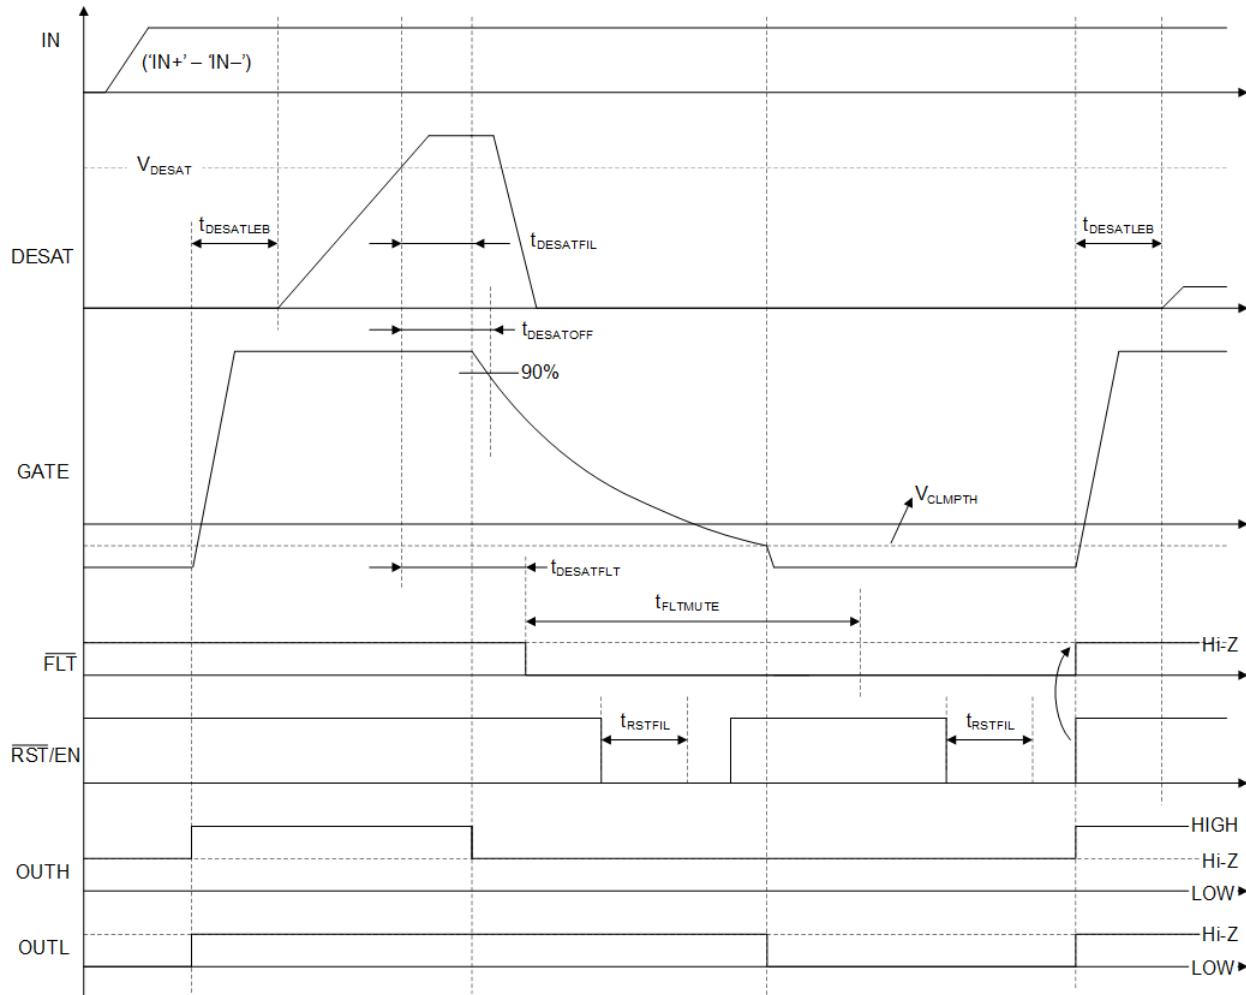 IN
('IN+' – 'IN–')
VDESAT
tDESATLEB
tDESATFIL
tDESATLEB
DESAT
tDESATOFF
90%
GATE
VCLMPTH
tDESATFLT
tFLTMUTE
FLT
Hi-Z
RST/EN
tRSTFIL
tRSTFIL
HIGH
OUTH
Hi-Z
LOW
OUTL
Hi-Z
LOW